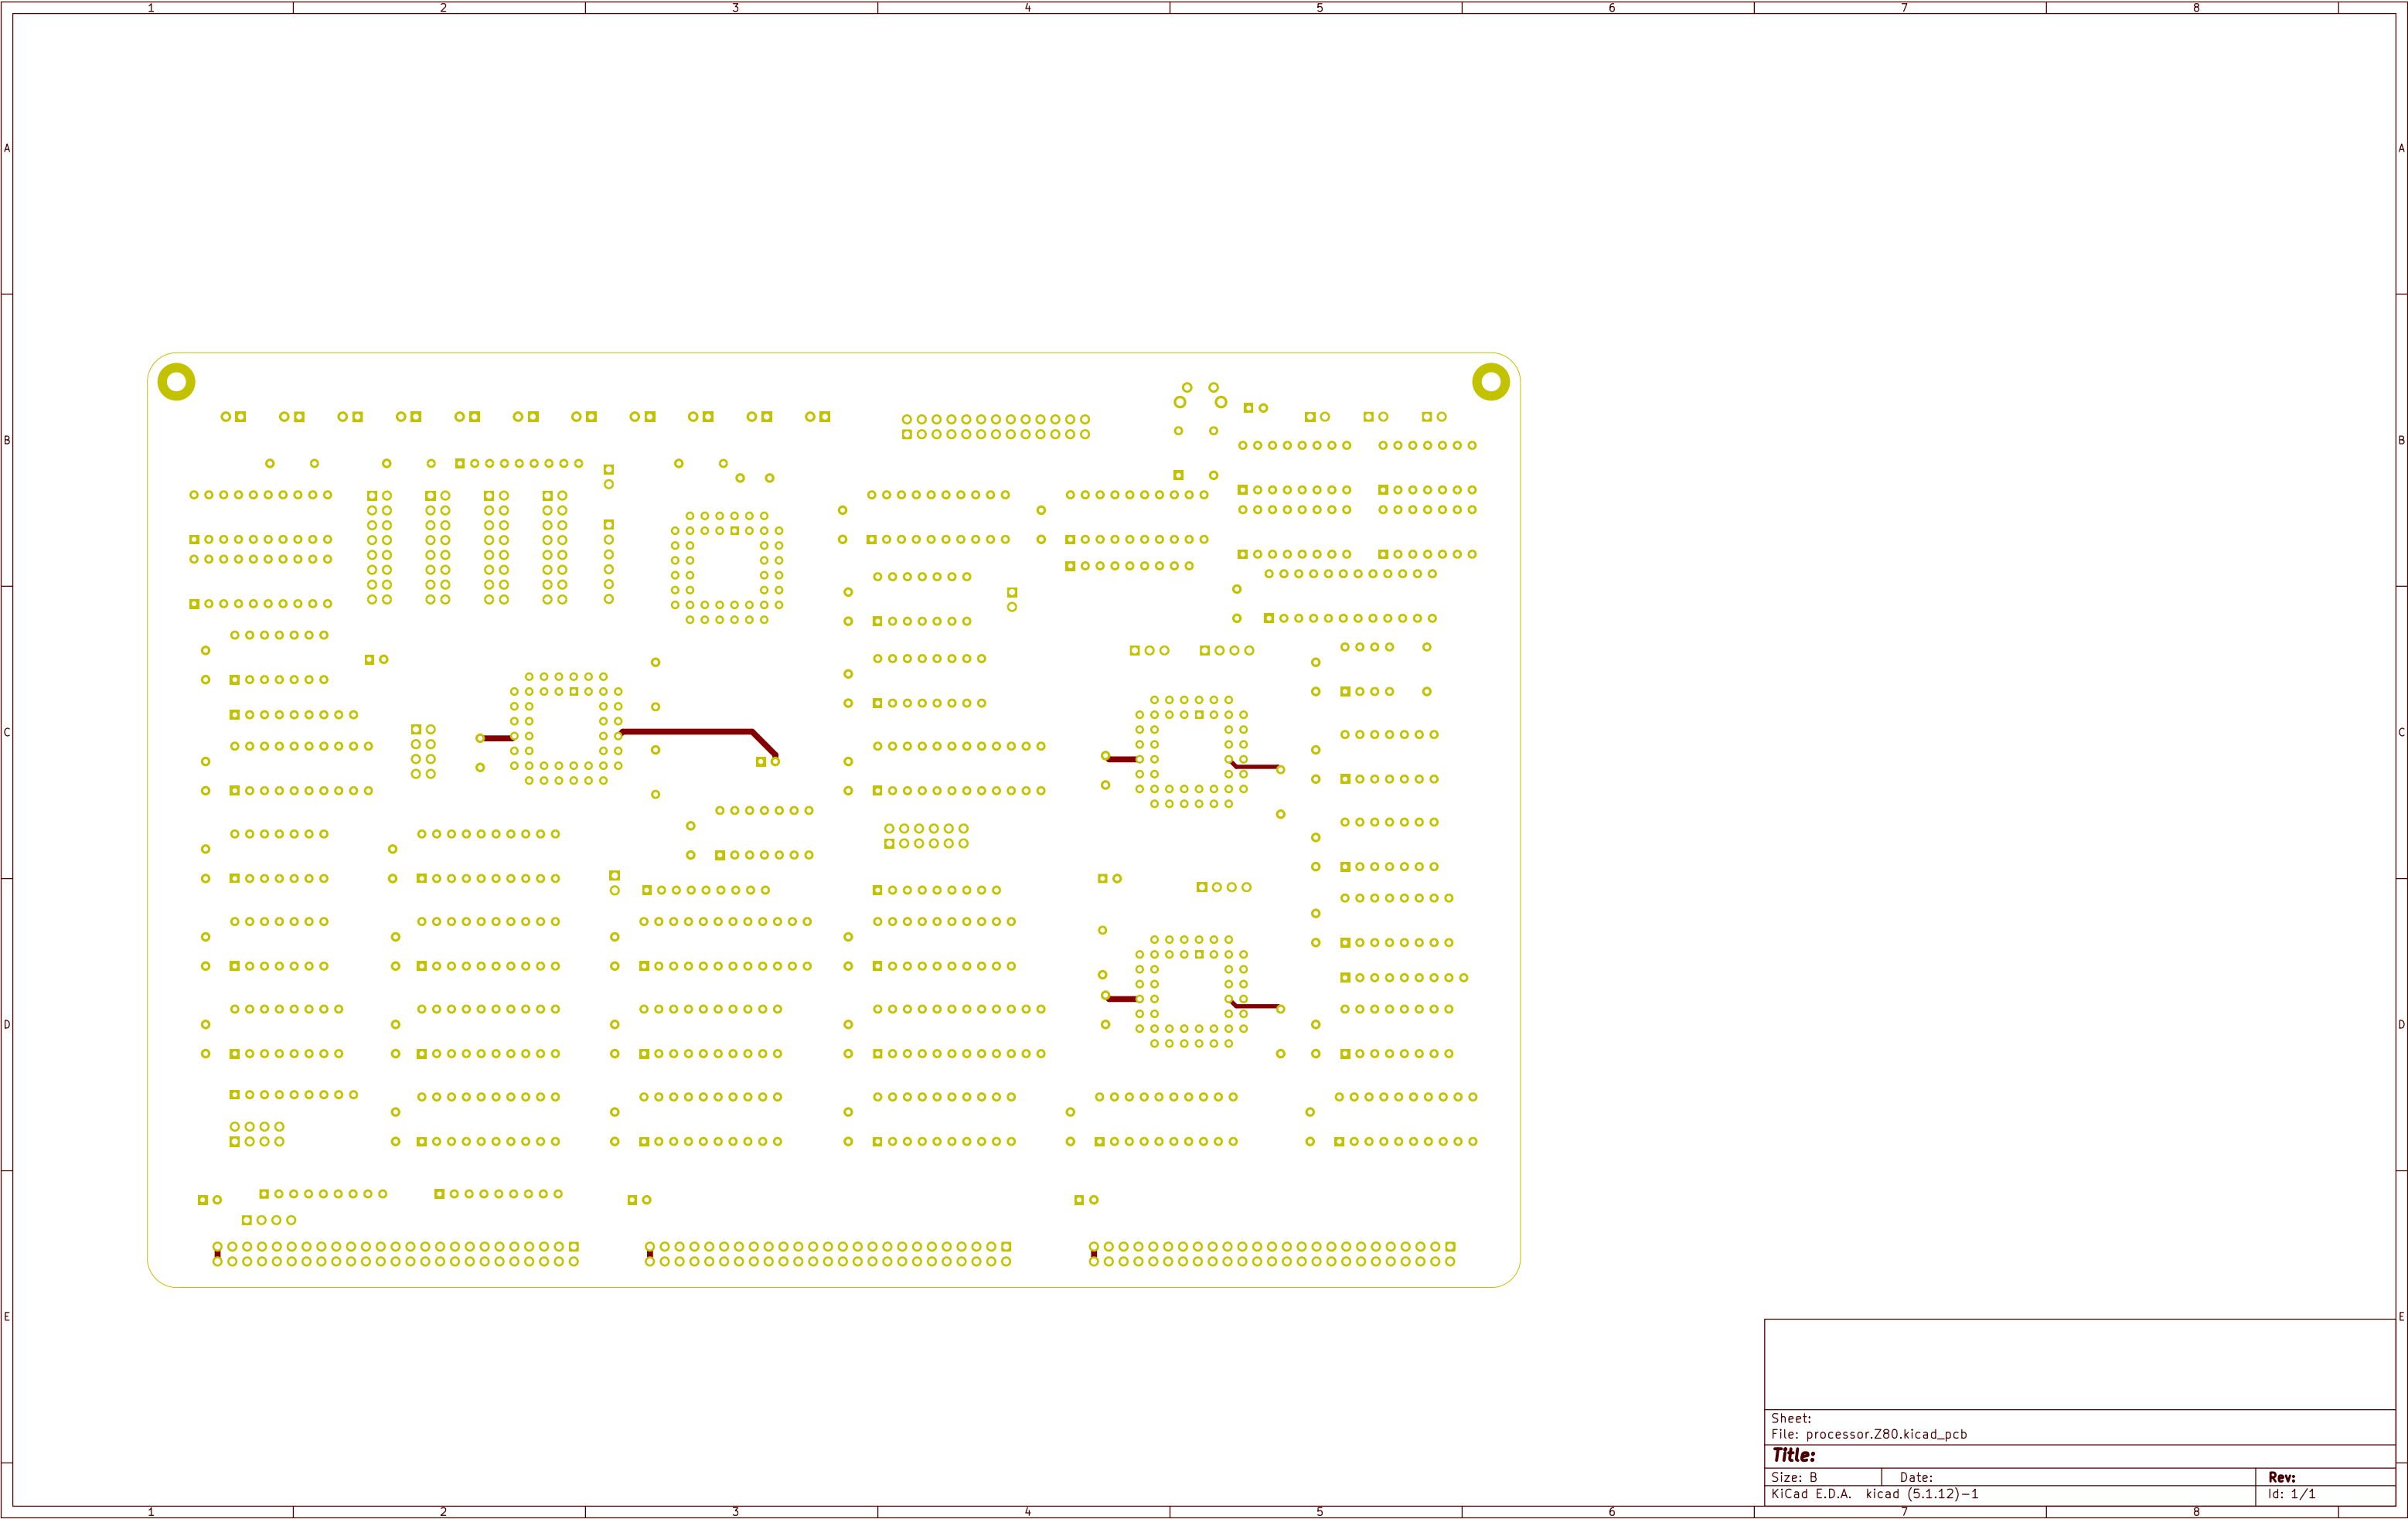 1 2 3 4 5 6 7 8
A A
B B
C C
D D
E E
Sheet:
File: processor.Z80.kicad_pcb
Title:
Size: B Date: Rev:
KiCad E.D.A. kicad (5.1.12)-1 Id: 1/1
1 2 3 4 5 6 7 8